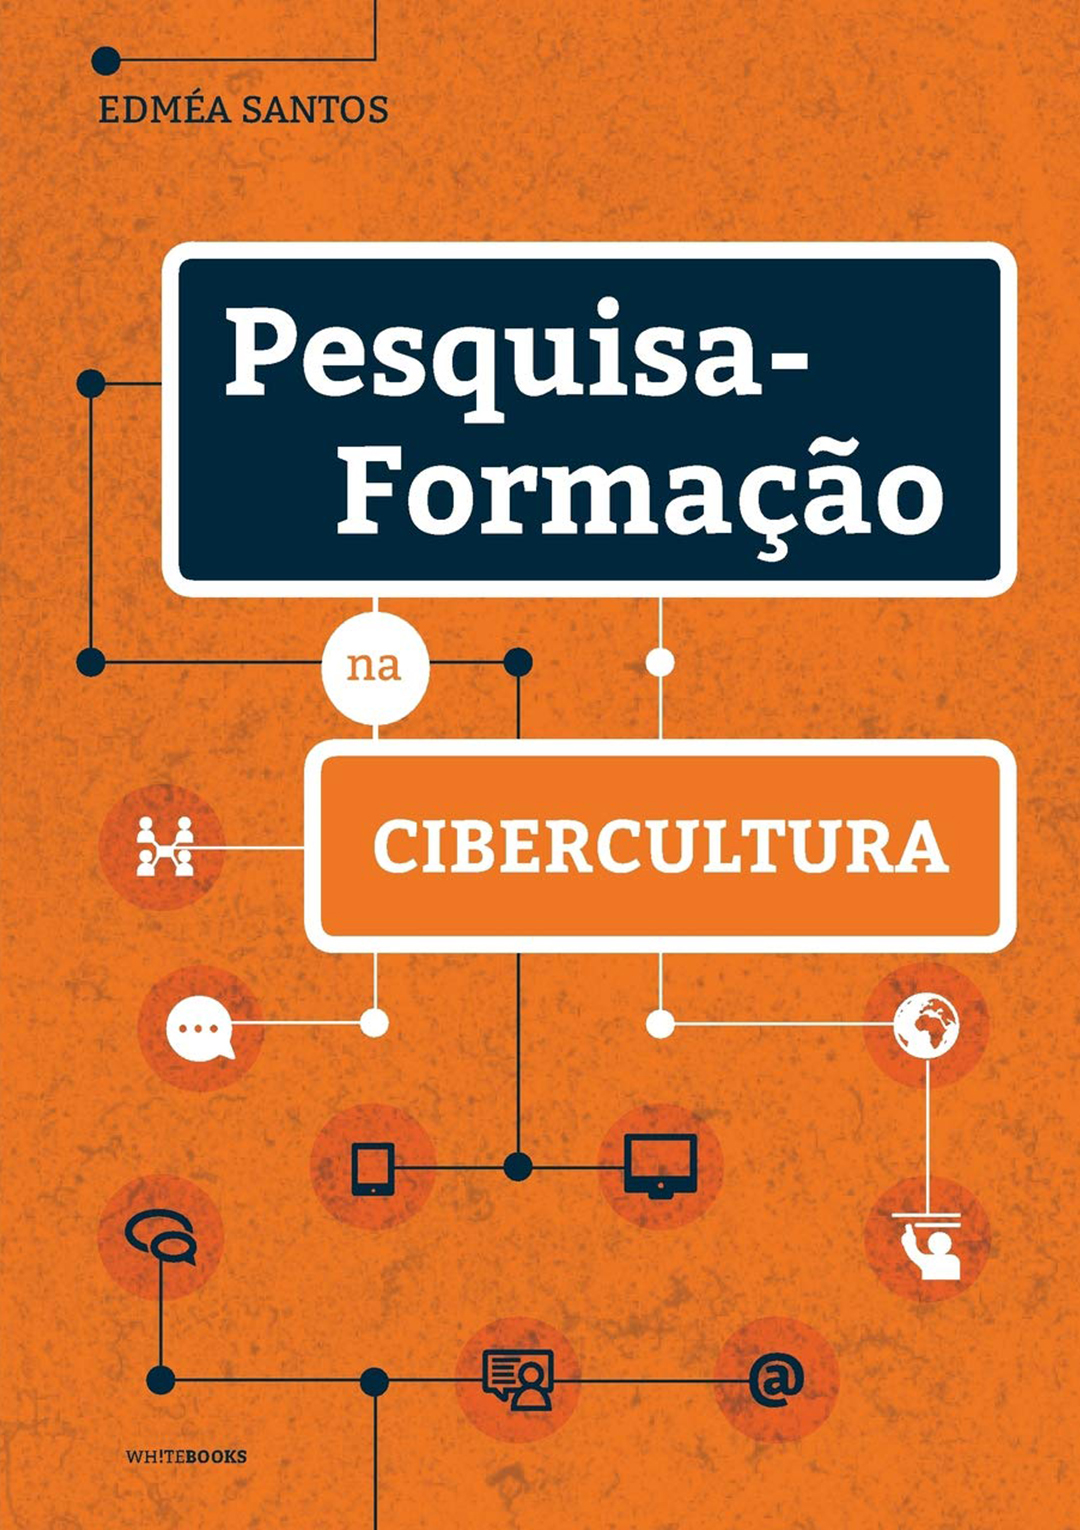 EDMÉA SANTOS
Pesquisa-
Formação
na
CIBERCULTURA
@
WH!TEBOOKS